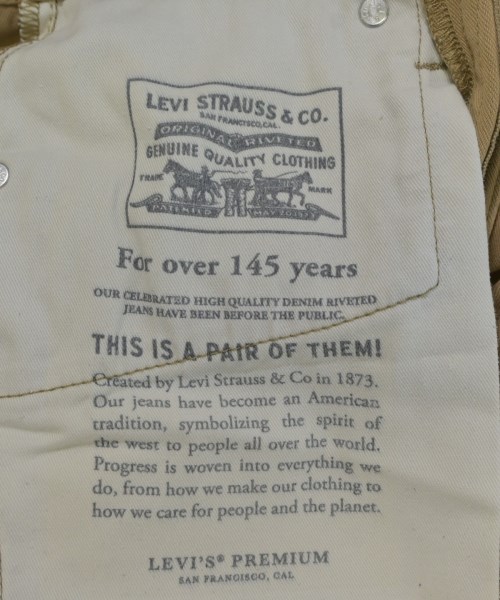 LEVI STRAUSS & CO.
SAN FRANCISCO, CAL.
ORIGINAL RIVETED
GENUINE QUALITY CLOTHING
TRADE MARK
PATENTED MAY 20 1873
For over 145 years
OUR CELEBRATED HIGH QUALITY DENIM RIVETED
JEANS HAVE BEEN BEFORE THE PUBLIC.
THIS IS A PAIR OF THEM!
Created by Levi Strauss & Co in 1873.
Our jeans have become an American
tradition, symbolizing the spirit of
the west to people all over the world.
Progress is woven into everything we
do, from how we make our clothing to
how we care for people and the planet.
LEVI'S® PREMIUM
SAN FRANCISCO, CAL